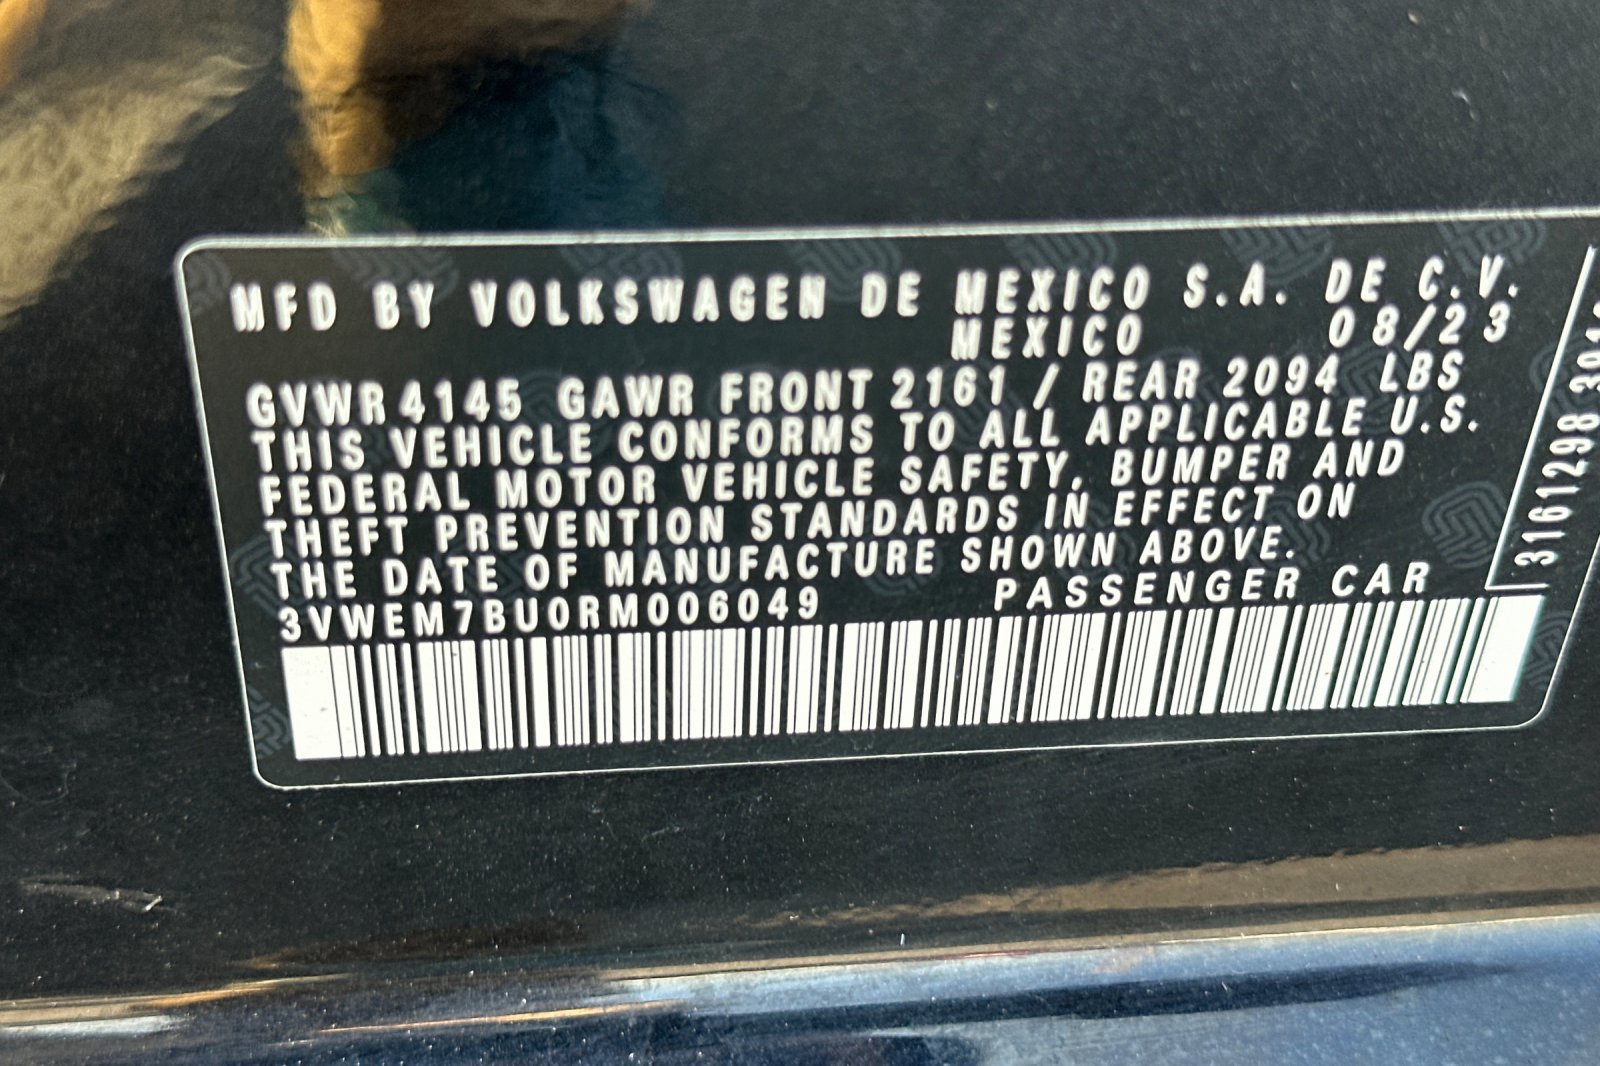 MFD BY VOLKSWAGEN DE MEXICO S.A. DE C.V.
MEXICO 08/23
GVWR 4145 GAWR FRONT 2161 / REAR 2094 LBS
THIS VEHICLE CONFORMS TO ALL APPLICABLE U.S.
FEDERAL MOTOR VEHICLE SAFETY, BUMPER AND
THEFT PREVENTION STANDARDS IN EFFECT ON
THE DATE OF MANUFACTURE SHOWN ABOVE.
3VWEM7BU0RM006049 PASSENGER CAR
3161298